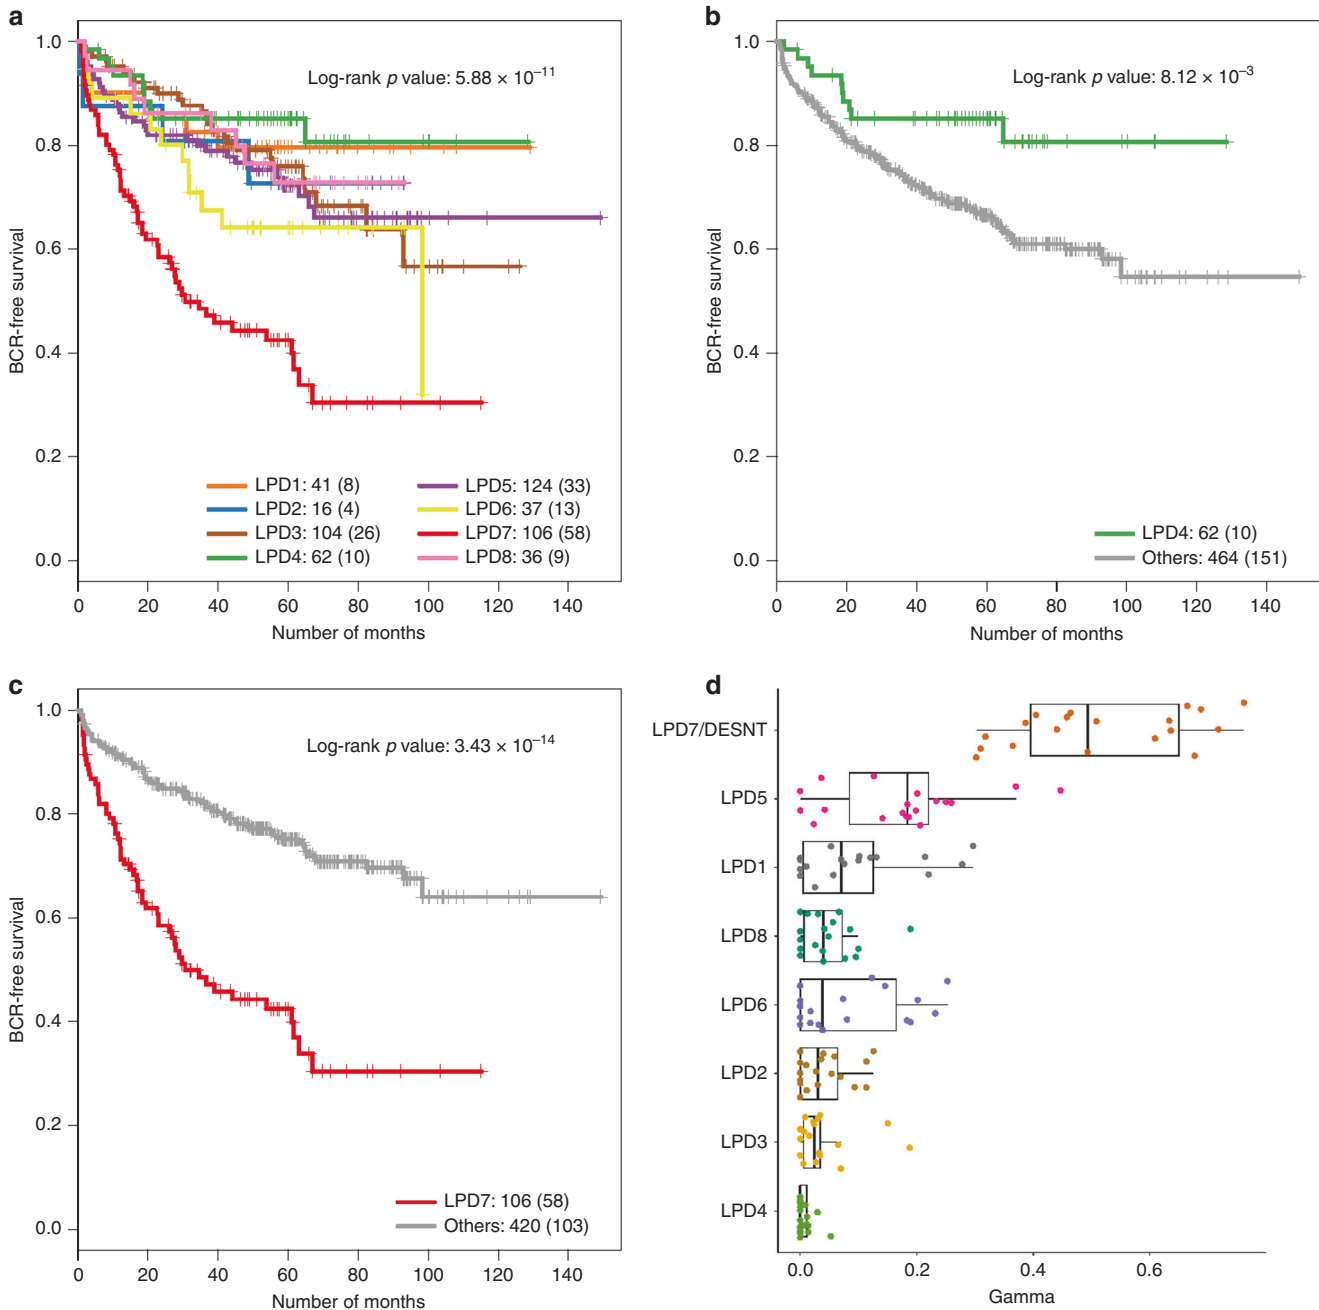 a
Log-rank p value: 5.88 × 10⁻¹¹
BCR-free survival
1.0
0.8
0.6
0.4
0.2
0.0
LPD1: 41 (8)
LPD2: 16 (4)
LPD3: 104 (26)
LPD4: 62 (10)
LPD5: 124 (33)
LPD6: 37 (13)
LPD7: 106 (58)
LPD8: 36 (9)
0 20 40 60 80 100 120 140
Number of months
b
Log-rank p value: 8.12 × 10⁻³
BCR-free survival
1.0
0.8
0.6
0.4
0.2
0.0
LPD4: 62 (10)
Others: 464 (151)
0 20 40 60 80 100 120 140
Number of months
c
Log-rank p value: 3.43 × 10⁻¹⁴
BCR-free survival
1.0
0.8
0.6
0.4
0.2
0.0
LPD7: 106 (58)
Others: 420 (103)
0 20 40 60 80 100 120 140
Number of months
d
LPD7/DESNT
LPD5
LPD1
LPD8
LPD6
LPD2
LPD3
LPD4
0.0 0.2 0.4 0.6
Gamma